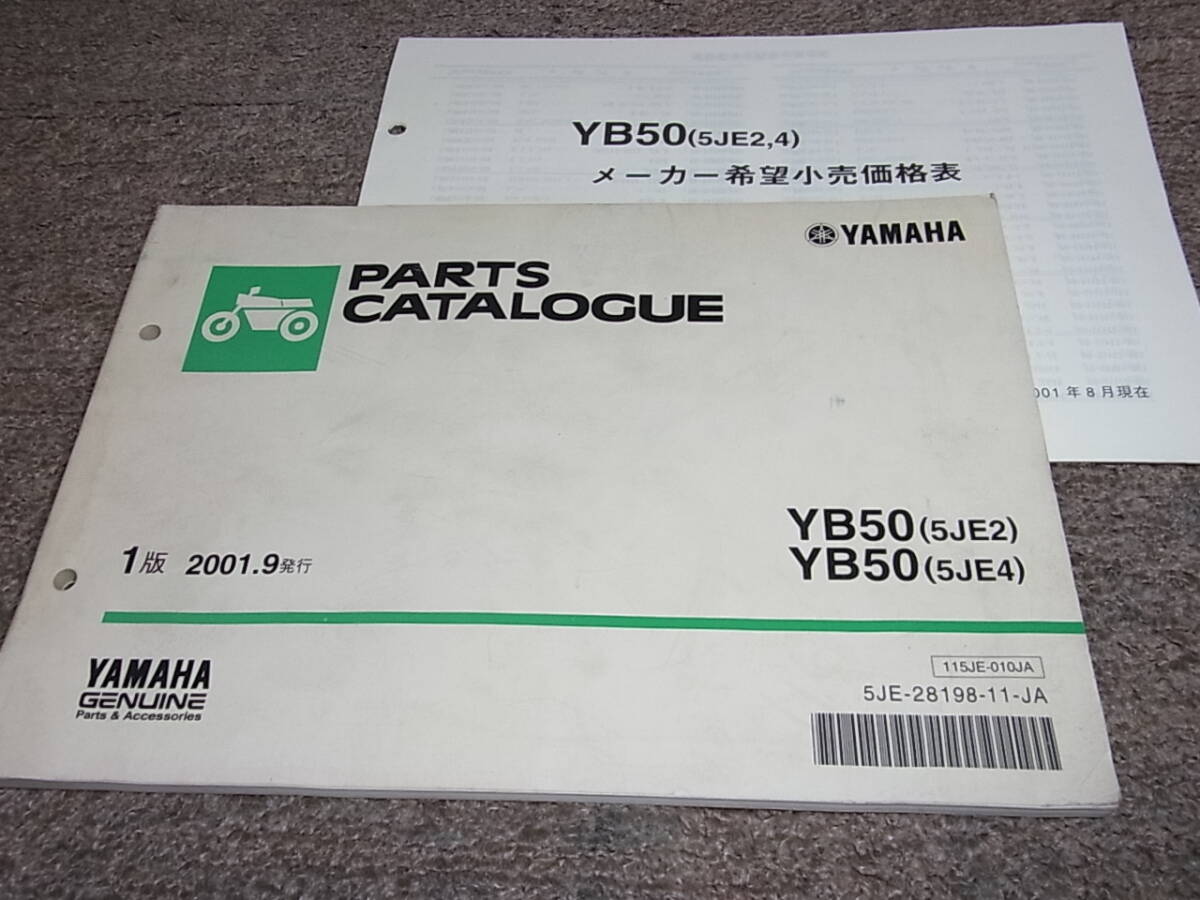 YB50(5JE2,4)
メーカー希望小売価格表
001 年 8 月現在
YAMAHA
PARTS
CATALOGUE
YB50(5JE2)
YB50(5JE4)
1版 2001.9発行
115JE-010JA
5JE-28198-11-JA
YAMAHA
GENUINE
Parts & Accessories